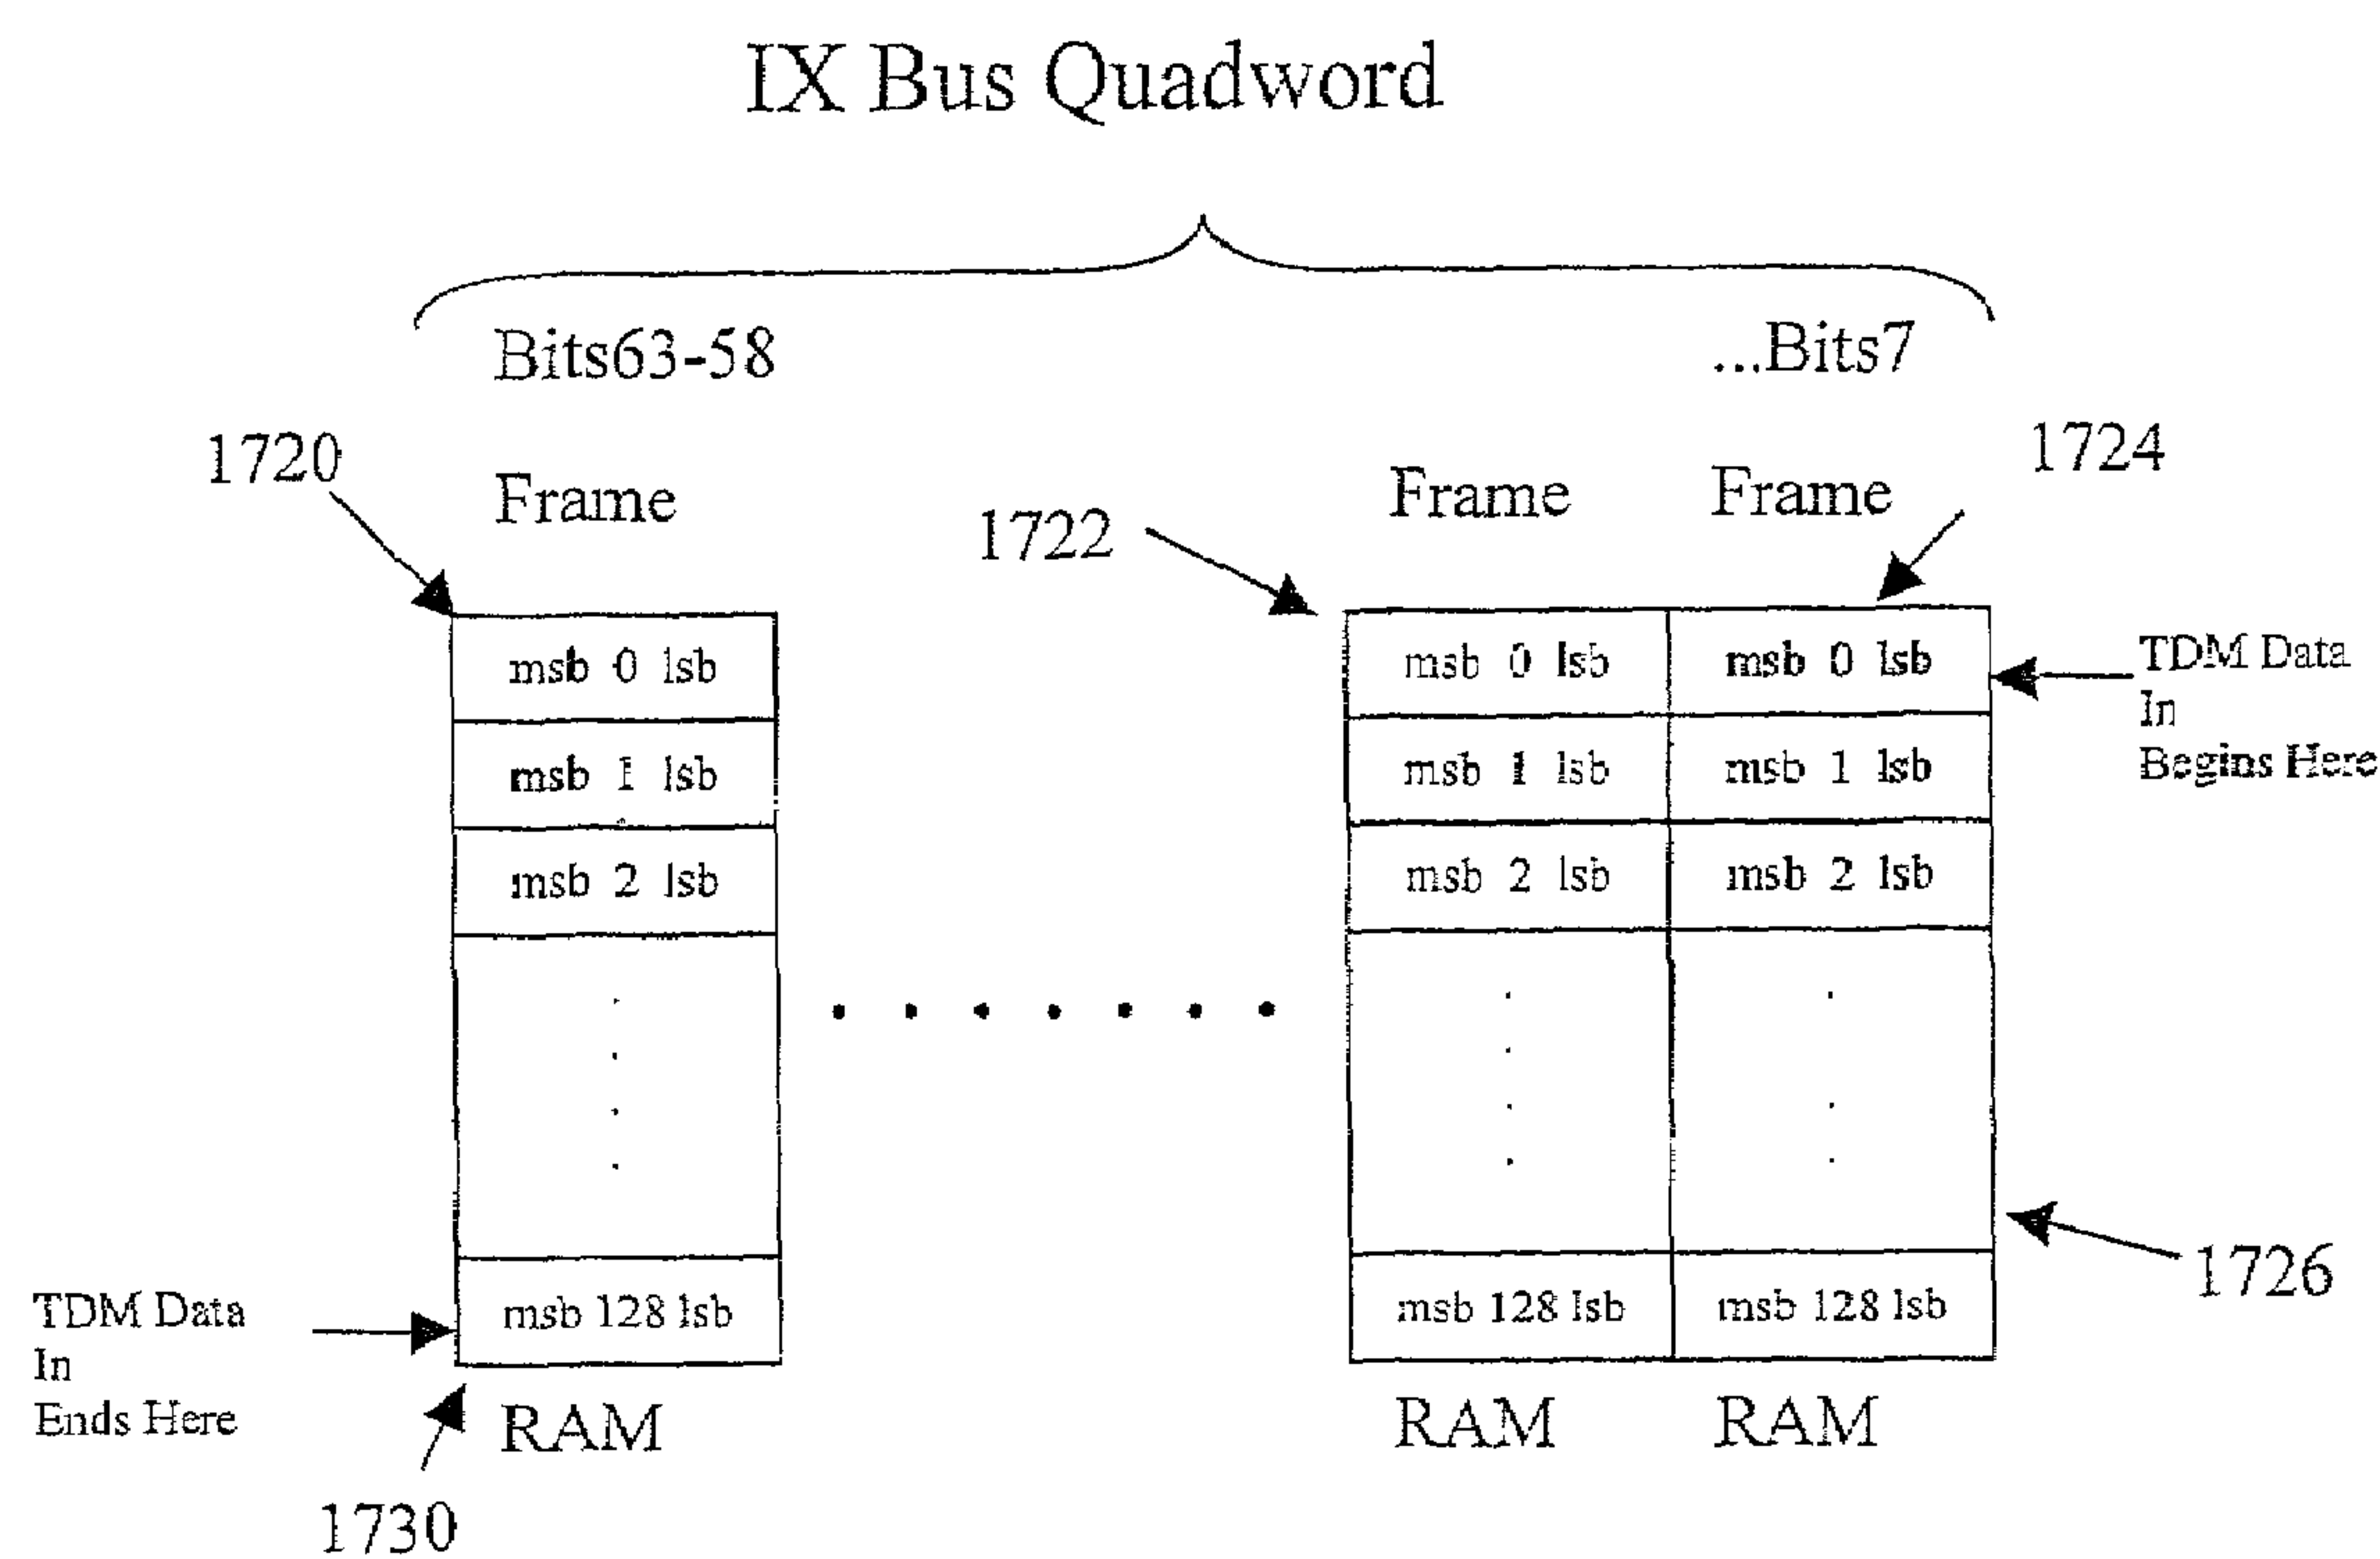 IX Bus Quadword
Bits63-58
...Bits7
1720
Frame
1722
Frame
Frame
1724
msb 0 lsb
msb 1 lsb
msb 2 lsb
msb 128 lsb
RAM
msb 0 lsb
msb 0 lsb
msb 1 lsb
msb 1 lsb
msb 2 lsb
msb 2 lsb
msb 128 lsb
msb 128 lsb
RAM
RAM
TDM Data
In
Begins Here
1726
TDM Data
In
Ends Here
1730